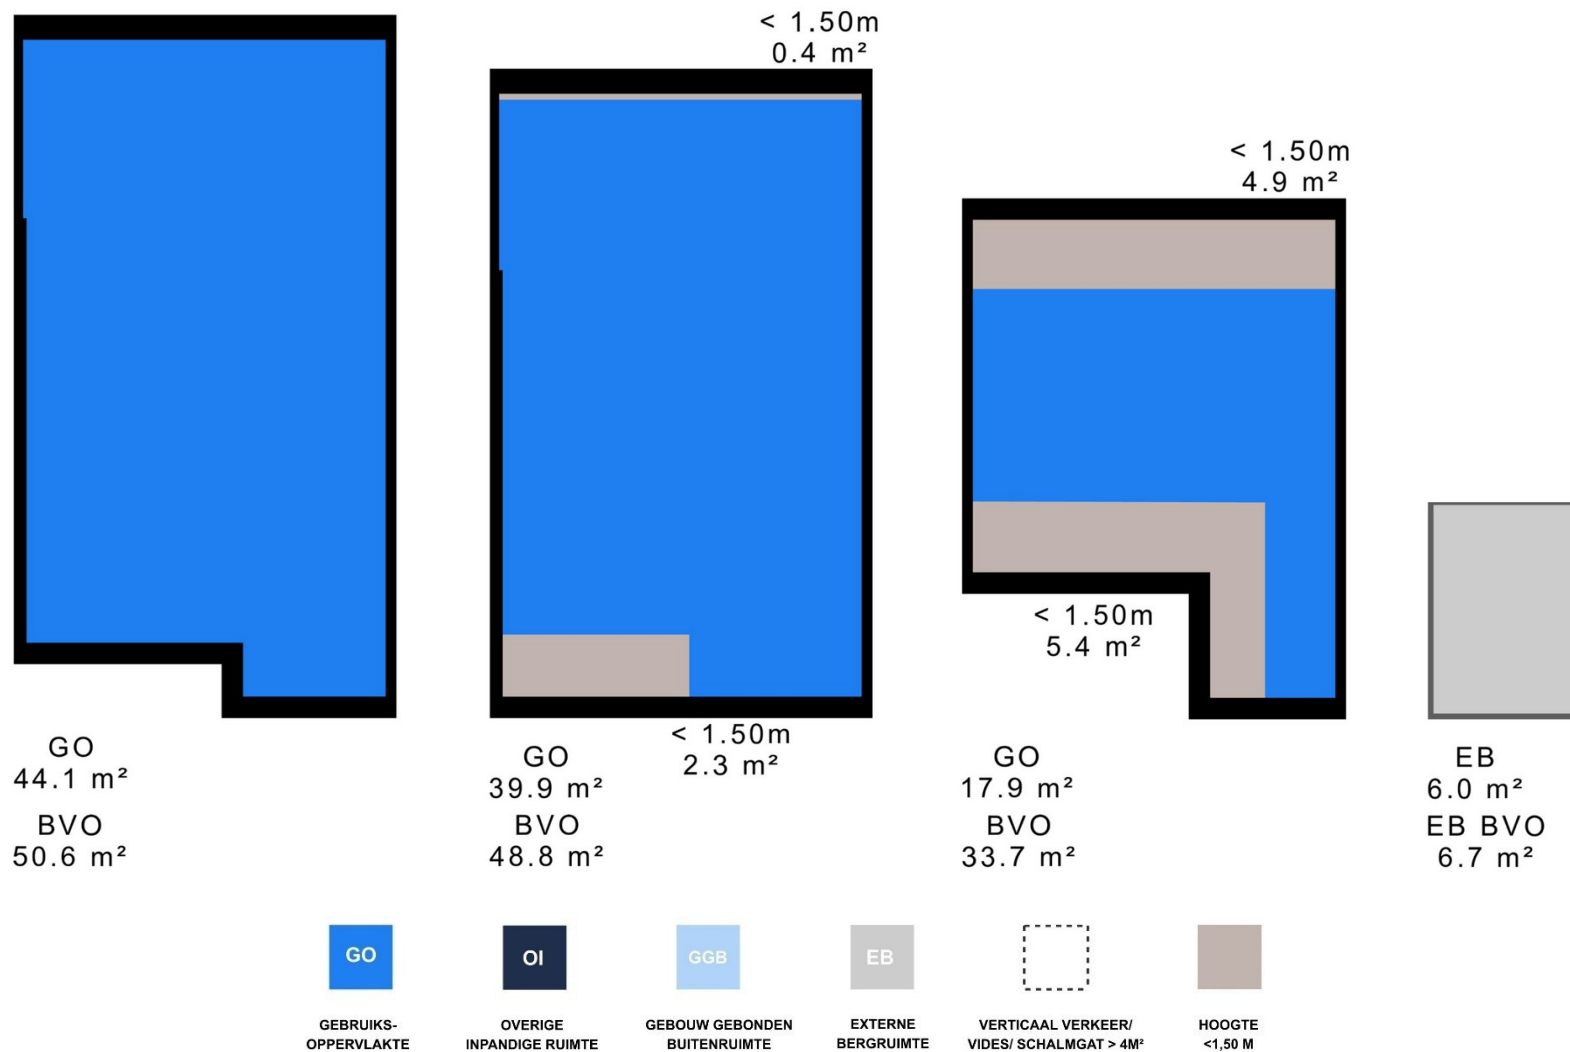 < 1.50m
0.4 m²
< 1.50m
4.9 m²
< 1.50m
5.4 m²
GO
44.1 m²
BVO
50.6 m²
< 1.50m
2.3 m²
GO
39.9 m²
BVO
48.8 m²
GO
17.9 m²
BVO
33.7 m²
EB
6.0 m²
EB BVO
6.7 m²
GO
OI
GGB
EB
GEBRUIKS-
OPPERVLAKTE
OVERIGE
INPANDIGE RUIMTE
GEBOUW GEBONDEN
BUITENRUIMTE
EXTERNE
BERGRUIMTE
VERTICAAL VERKEER/
VIDES/ SCHALMGAT > 4M²
HOOGTE
<1,50 M